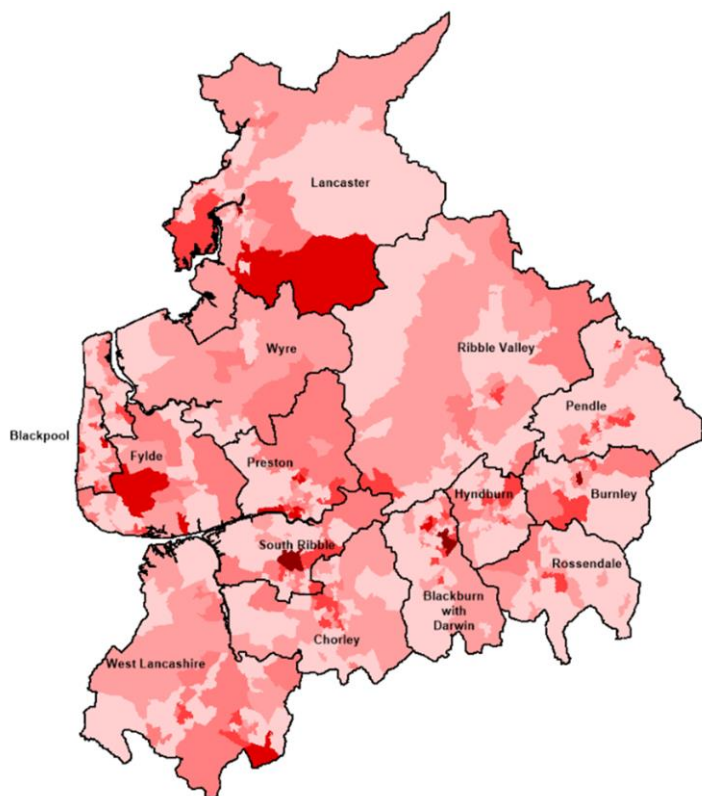 Lancaster
Wyre
Ribble Valley
Pendle
Blackpool
Fylde
Preston
Hyndburn
Burnley
South Ribble
Rossendale
Blackburn
with
Darwin
Chorley
West Lancashire